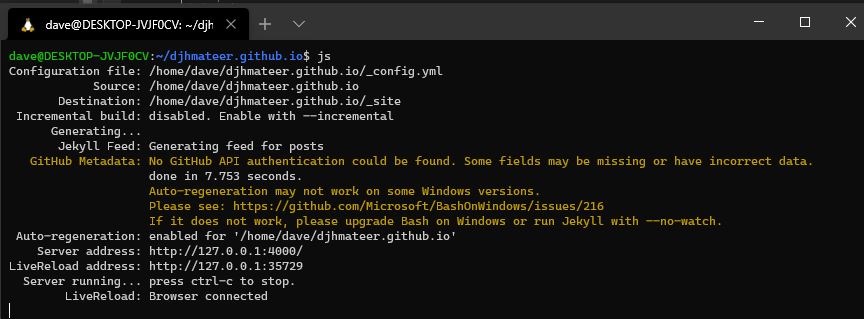 dave@DESKTOP-JVJF0CV: ~/djh
dave@DESKTOP-JVJF0CV:~/djhmateer.github.io$ js
Configuration file: /home/dave/djhmateer.github.io/_config.yml
Source: /home/dave/djhmateer.github.io
Destination: /home/dave/djhmateer.github.io/_site
Incremental build: disabled. Enable with --incremental
Generating...
Jekyll Feed: Generating feed for posts
GitHub Metadata: No GitHub API authentication could be found. Some fields may be missing or have incorrect data.
done in 7.753 seconds.
Auto-regeneration may not work on some Windows versions.
Please see: https://github.com/Microsoft/BashOnWindows/issues/216
If it does not work, please upgrade Bash on Windows or run Jekyll with --no-watch.
Auto-regeneration: enabled for '/home/dave/djhmateer.github.io'
Server address: http://127.0.0.1:4000/
LiveReload address: http://127.0.0.1:35729
Server running... press ctrl-c to stop.
LiveReload: Browser connected